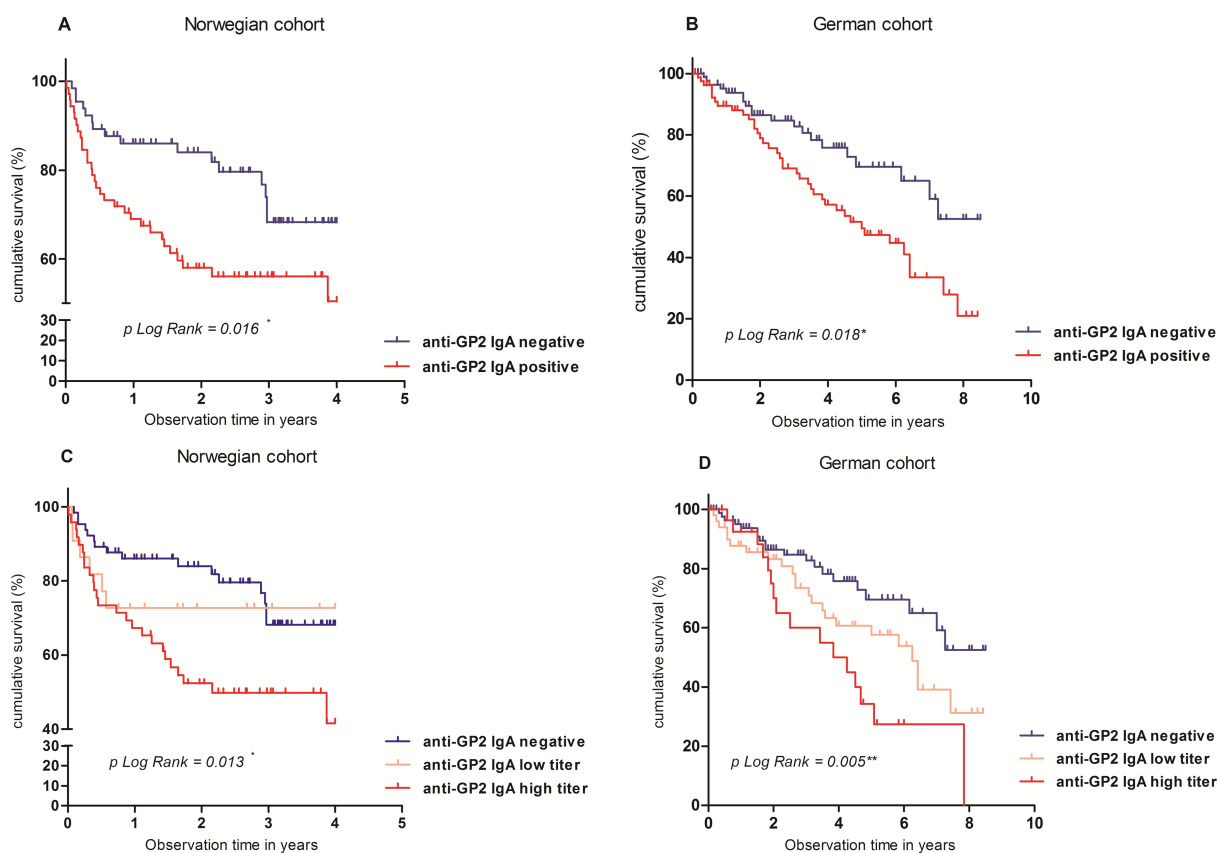 A Norwegian cohort
cumulative survival (%)
100
80
60
30
20
10
0
p Log Rank = 0.016 *
anti-GP2 IgA negative
anti-GP2 IgA positive
0 1 2 3 4 5
Observation time in years
B German cohort
cumulative survival (%)
100
80
60
40
20
0
p Log Rank = 0.018*
anti-GP2 IgA negative
anti-GP2 IgA positive
0 2 4 6 8 10
Observation time in years
C Norwegian cohort
cumulative survival (%)
100
80
60
40
30
20
10
0
p Log Rank = 0.013 *
anti-GP2 IgA negative
anti-GP2 IgA low titer
anti-GP2 IgA high titer
0 1 2 3 4 5
Observation time in years
D German cohort
cumulative survival (%)
100
80
60
40
20
0
p Log Rank = 0.005**
anti-GP2 IgA negative
anti-GP2 IgA low titer
anti-GP2 IgA high titer
0 2 4 6 8 10
Observation time in years